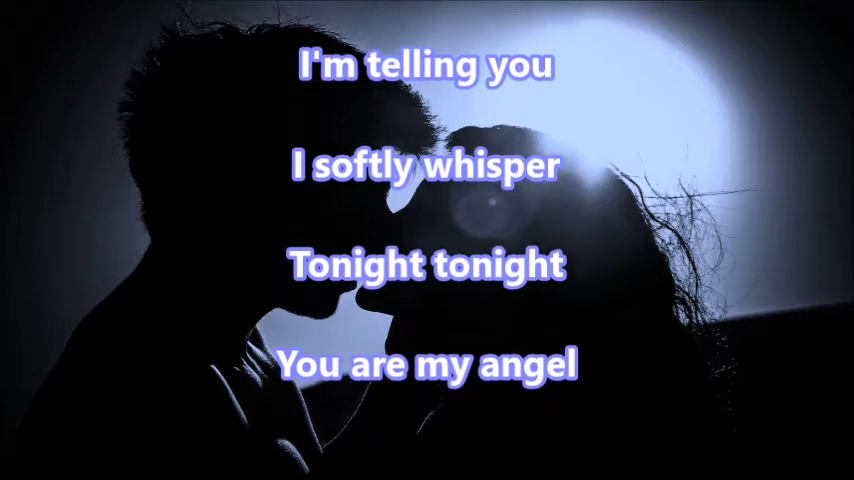 I'm telling you
I softly whisper
Tonight tonight
You are my angel